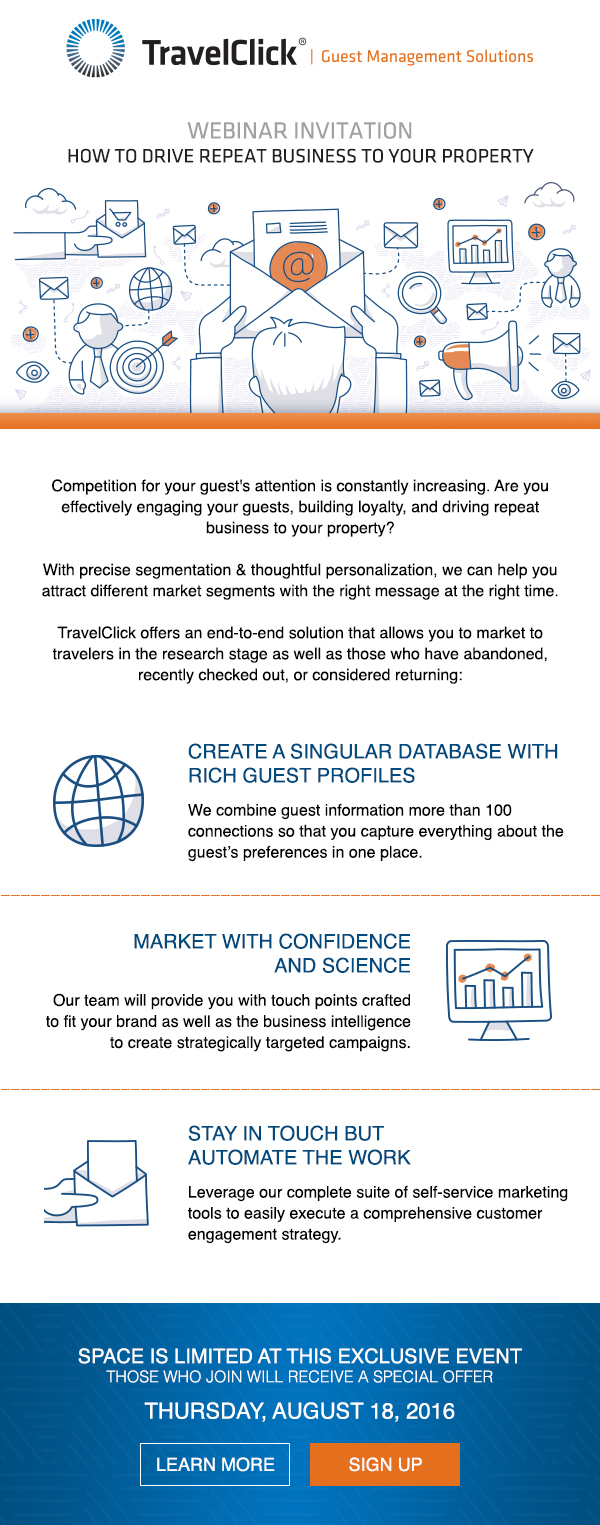 TravelClick® | Guest Management Solutions
WEBINAR INVITATION
HOW TO DRIVE REPEAT BUSINESS TO YOUR PROPERTY
@
Competition for your guest's attention is constantly increasing. Are you
effectively engaging your guests, building loyalty, and driving repeat
business to your property?
With precise segmentation & thoughtful personalization, we can help you
attract different market segments with the right message at the right time.
TravelClick offers an end-to-end solution that allows you to market to
travelers in the research stage as well as those who have abandoned,
recently checked out, or considered returning:
CREATE A SINGULAR DATABASE WITH
RICH GUEST PROFILES
We combine guest information more than 100
connections so that you capture everything about the
guest’s preferences in one place.
MARKET WITH CONFIDENCE
AND SCIENCE
Our team will provide you with touch points crafted
to fit your brand as well as the business intelligence
to create strategically targeted campaigns.
STAY IN TOUCH BUT
AUTOMATE THE WORK
Leverage our complete suite of self-service marketing
tools to easily execute a comprehensive customer
engagement strategy.
SPACE IS LIMITED AT THIS EXCLUSIVE EVENT
THOSE WHO JOIN WILL RECEIVE A SPECIAL OFFER
THURSDAY, AUGUST 18, 2016
LEARN MORE
SIGN UP